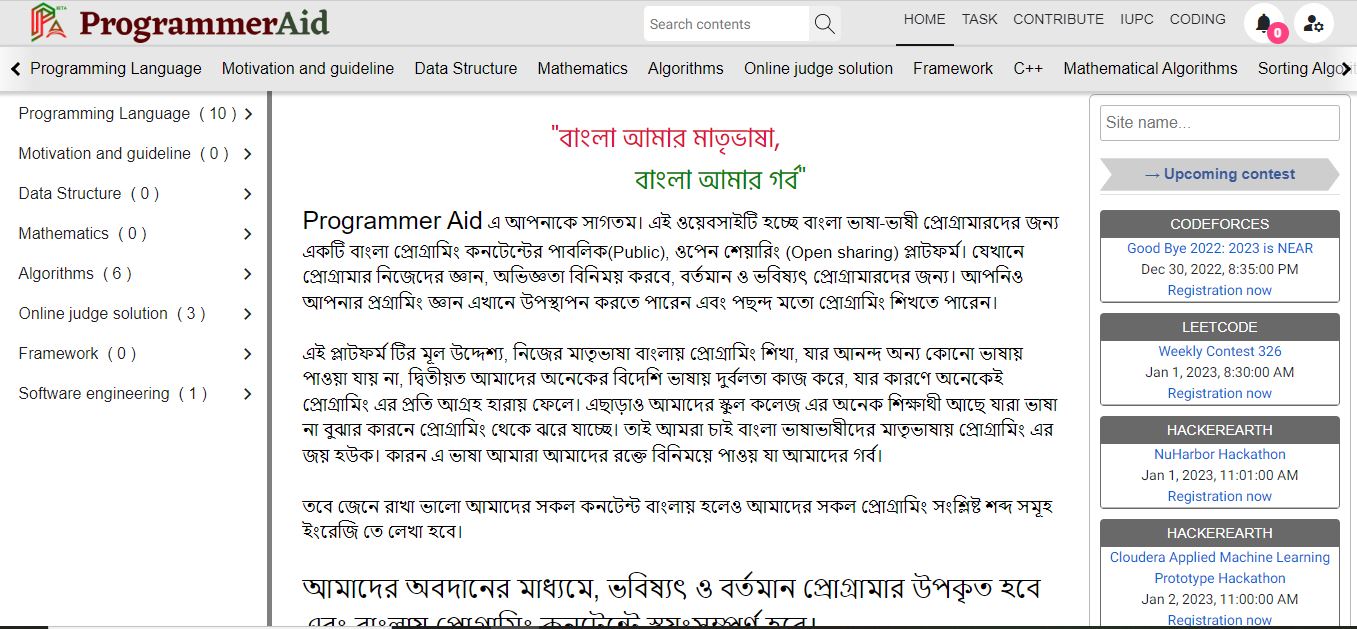 BETA
ProgrammerAid
Search contents
HOME TASK CONTRIBUTE IUPC CODING
0
Programming Language Motivation and guideline Data Structure Mathematics Algorithms Online judge solution Framework C++ Mathematical Algorithms Sorting Algo
Programming Language ( 10 )
Motivation and guideline ( 0 )
Data Structure ( 0 )
Mathematics ( 0 )
Algorithms ( 6 )
Online judge solution ( 3 )
Framework ( 0 )
Software engineering ( 1 )
"বাংলা আমার মাতৃভাষা,
বাংলা আমার গর্ব"
Programmer Aid এ আপনাকে সাগতম। এই ওয়েবসাইটি হচ্ছে বাংলা ভাষা-ভাষী প্রোগ্রামারদের জন্য
একটি বাংলা প্রোগ্রামিং কনটেন্টের পাবলিক(Public), ওপেন শেয়ারিং (Open sharing) প্লাটফর্ম। যেখানে
প্রোগ্রামার নিজেদের জ্ঞান, অভিজ্ঞতা বিনিময় করবে, বর্তমান ও ভবিষ্যৎ প্রোগ্রামারদের জন্য। আপনিও
আপনার প্রগ্রামিং জ্ঞান এখানে উপস্থাপন করতে পারেন এবং পছন্দ মতো প্রোগ্রামিং শিখতে পারেন।
এই প্লাটফর্ম টির মূল উদ্দেশ্য, নিজের মাতৃভাষা বাংলায় প্রোগ্রামিং শিখা, যার আনন্দ অন্য কোনো ভাষায়
পাওয়া যায় না, দ্বিতীয়ত আমাদের অনেকের বিদেশি ভাষায় দুর্বলতা কাজ করে, যার কারণে অনেকেই
প্রোগ্রামিং এর প্রতি আগ্রহ হারায় ফেলে। এছাড়াও আমাদের স্কুল কলেজ এর অনেক শিক্ষাথী আছে যারা ভাষা
না বুঝার কারনে প্রোগ্রামিং থেকে ঝরে যাচ্ছে। তাই আমরা চাই বাংলা ভাষাভাষীদের মাতৃভাষায় প্রোগ্রামিং এর
জয় হউক। কারন এ ভাষা আমারা আমাদের রক্তে বিনিময়ে পাওয় যা আমাদের গর্ব।
তবে জেনে রাখা ভালো আমাদের সকল কনটেন্ট বাংলায় হলেও আমাদের সকল প্রোগ্রামিং সংশ্লিষ্ট শব্দ সমূহ
ইংরেজি তে লেখা হবে।
আমাদের অবদানের মাধ্যমে, ভবিষ্যৎ ও বর্তমান প্রোগ্রামার উপকৃত হবে
এবং বাংলায় প্রোগ্রামিং কনটেন্টে স্বয়ংসম্পূর্ণ হবে।
Site name...
→ Upcoming contest
CODEFORCES
Good Bye 2022: 2023 is NEAR
Dec 30, 2022, 8:35:00 PM
Registration now
LEETCODE
Weekly Contest 326
Jan 1, 2023, 8:30:00 AM
Registration now
HACKEREARTH
NuHarbor Hackathon
Jan 1, 2023, 11:01:00 AM
Registration now
HACKEREARTH
Cloudera Applied Machine Learning
Prototype Hackathon
Jan 2, 2023, 11:00:00 AM
Registration now